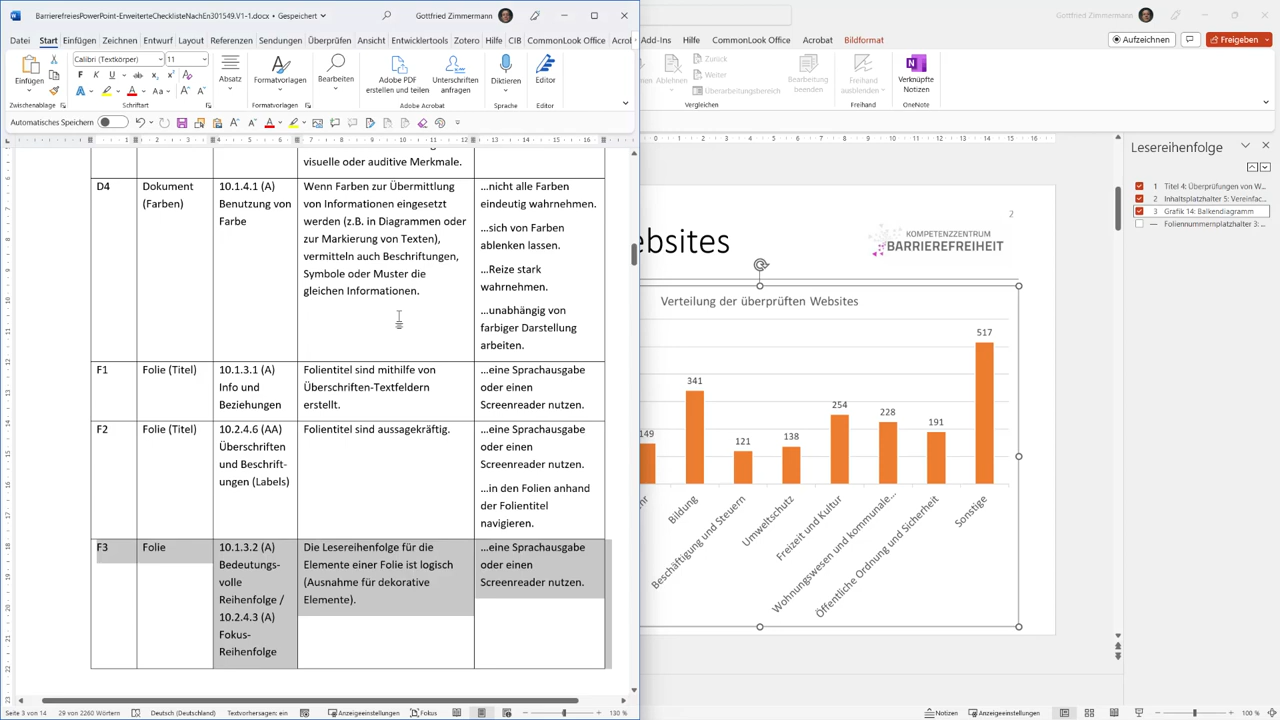 BarrierefreiesPowerPoint-ErweiterteChecklisteNachEn301549.V1-1.docx • Gespeichert
Gottfried Zimmermann
Datei Start Einfügen Zeichnen Entwurf Layout Referenzen Sendungen Überprüfen Ansicht Entwicklertools Zotero Hilfe CIB CommonLook Office Acrol
Calibri (Textkörper) 11
Einfügen
Absatz
Formatvorlagen
Bearbeiten
Adobe PDF erstellen und teilen
Unterschriften anfragen
Diktieren
Editor
Zwischenablage
Schriftart
Formatvorlagen
Adobe Acrobat
Sprache
Editor
Automatisches Speichern
visuelle oder auditive Merkmale.
D4
Dokument
(Farben)
10.1.4.1 (A)
Benutzung von
Farbe
Wenn Farben zur Übermittlung
von Informationen eingesetzt
werden (z.B. in Diagrammen oder
zur Markierung von Texten),
vermitteln auch Beschriftungen,
Symbole oder Muster die
gleichen Informationen.
…nicht alle Farben
eindeutig wahrnehmen.
…sich von Farben
ablenken lassen.
…Reize stark
wahrnehmen.
…unabhängig von
farbiger Darstellung
arbeiten.
F1
Folie (Titel)
10.1.3.1 (A)
Info und
Beziehungen
Folientitel sind mithilfe von
Überschriften-Textfeldern
erstellt.
…eine Sprachausgabe
oder einen
Screenreader nutzen.
F2
Folie (Titel)
10.2.4.6 (AA)
Überschriften
und Beschrift-
ungen (Labels)
Folientitel sind aussagekräftig.
…eine Sprachausgabe
oder einen
Screenreader nutzen.
…in den Folien anhand
der Folientitel
navigieren.
F3
Folie
10.1.3.2 (A)
Bedeutungs-
volle
Reihenfolge /
10.2.4.3 (A)
Fokus-
Reihenfolge
Die Lesereihenfolge für die
Elemente einer Folie ist logisch
(Ausnahme für dekorative
Elemente).
…eine Sprachausgabe
oder einen
Screenreader nutzen.
Seite 3 von 14 29 von 2260 Wörtern Deutsch (Deutschland) Textvorhersagen: ein Anzeigeeinstellungen Fokus 130 %
Gottfried Zimmermann
Add-Ins Hilfe CommonLook Office Acrobat Bildformat
Aufzeichnen
Freigeben
Ablehnen
Zurück
Weiter
Überarbeitungsbereich
Bearbeitung beenden
Freihand ausblenden
Verknüpfte Notizen
Vergleichen
Freihand
OneNote
2
ebsites
KOMPETENZZENTRUM
BARRIEREFREIHEIT
Verteilung der überprüften Websites
149
341
121
138
254
228
191
517
hr
Bildung
Beschäftigung und Steuern
Umweltschutz
Freizeit und Kultur
Wohnungswesen und kommunale…
Öffentliche Ordnung und Sicherheit
Sonstige
Lesereihenfolge
1 Titel 4: Überprüfungen von W...
2 Inhaltsplatzhalter 5: Vereinfac...
3 Grafik 14: Balkendiagramm
— Foliennummernplatzhalter 3: ...
Notizen Anzeigeeinstellungen 100 %